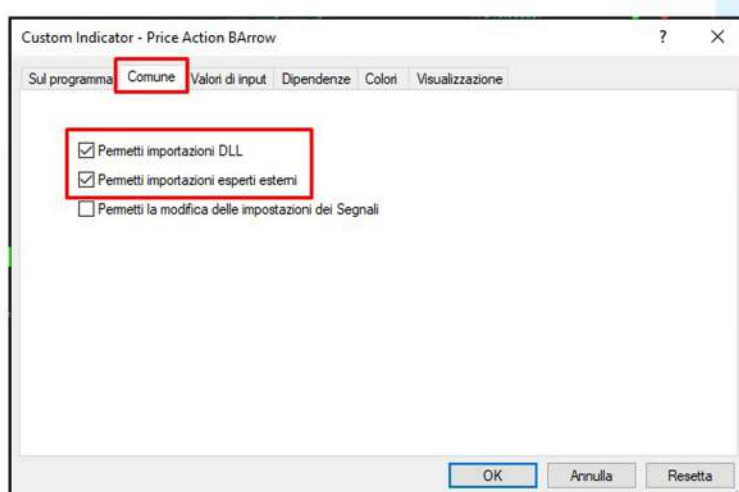 Custom Indicator - Price Action BArrow ? ×
Sul programma Comune Valori di input Dipendenze Colori Visualizzazione
Permetti importazioni DLL
Permetti importazioni esperti esterni
Permetti la modifica delle impostazioni dei Segnali
OK Annulla Resetta